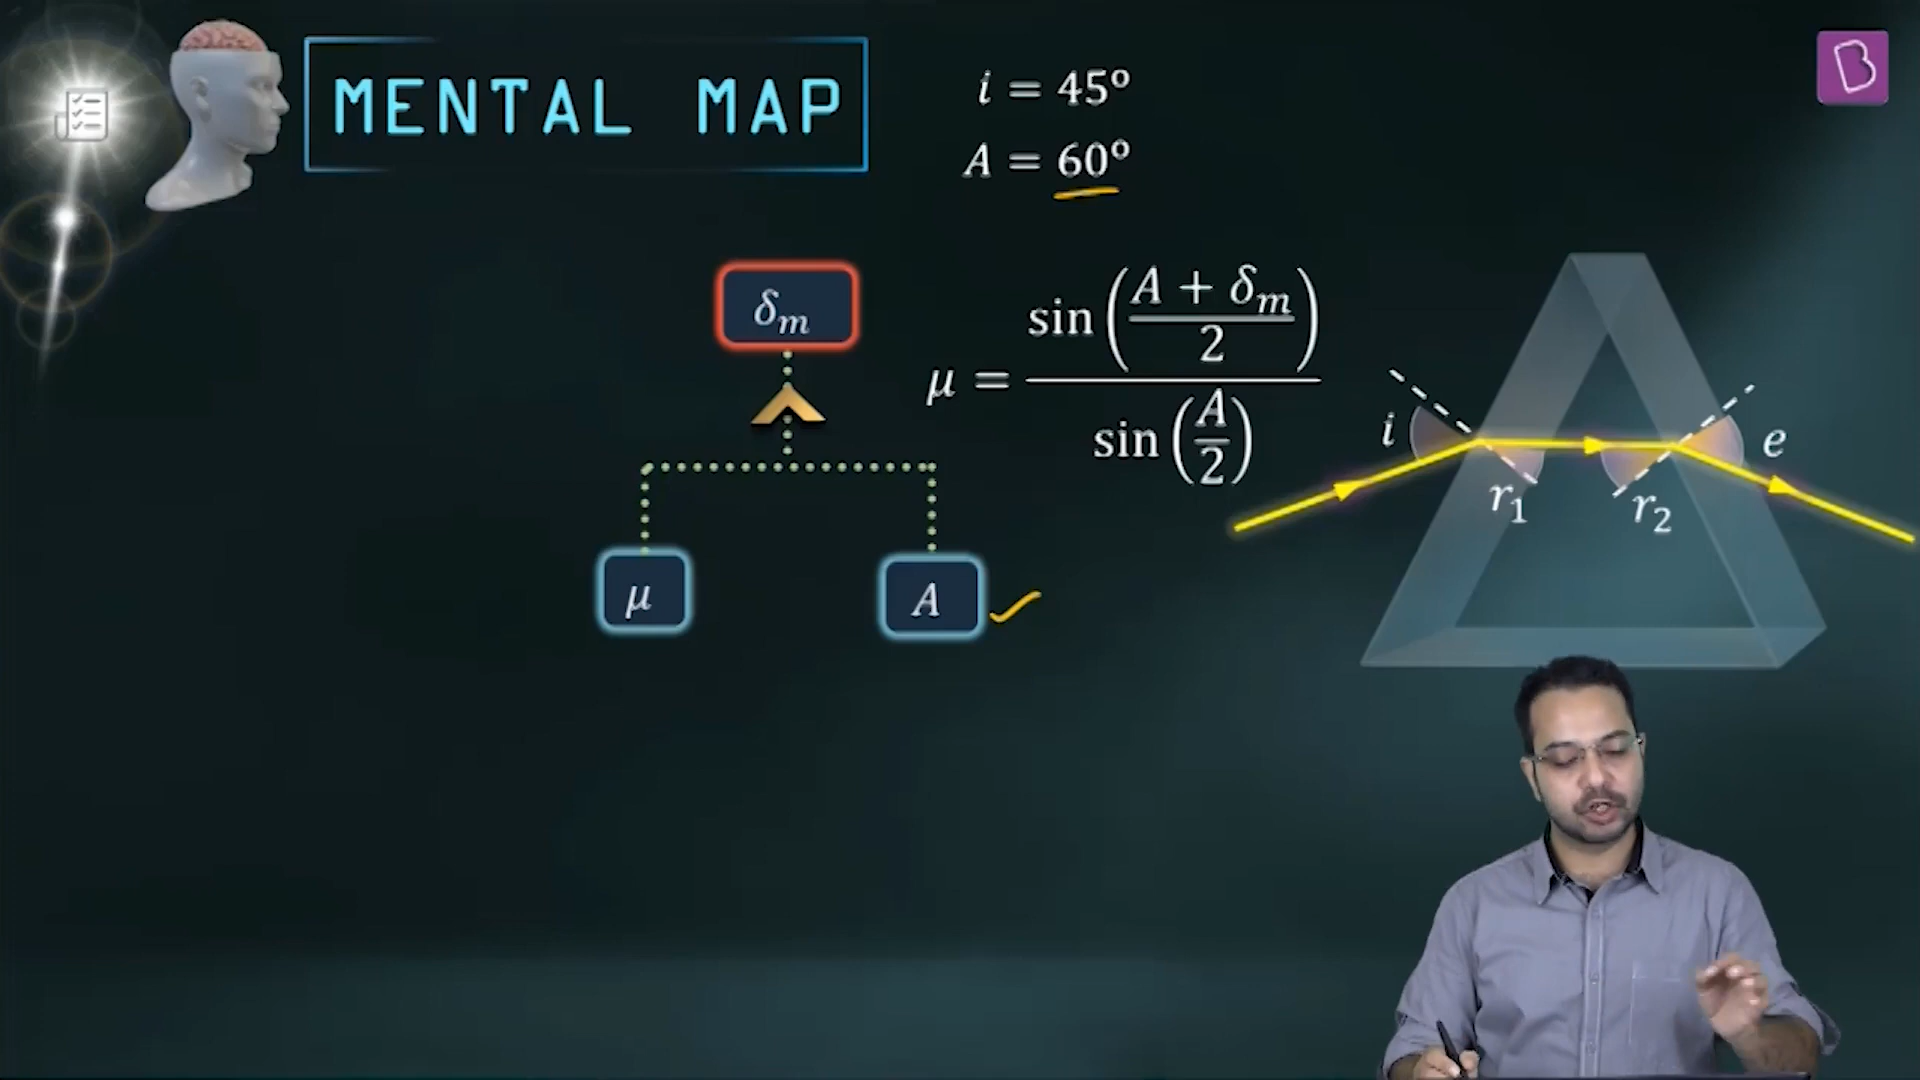 MENTAL MAP
i = 45°
A = 60°
δₘ
μ = sin((A + δₘ)/2) / sin(A/2)
μ
A
i
r₁
r₂
e
B